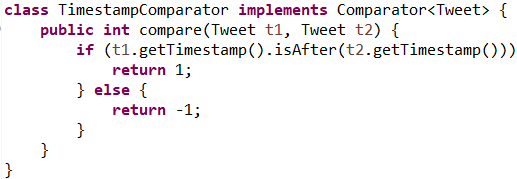 class TimestampComparator implements Comparator<Tweet> {
    public int compare(Tweet t1, Tweet t2) {
        if (t1.getTimestamp().isAfter(t2.getTimestamp()))
            return 1;
        } else {
            return -1;
        }
    }
}